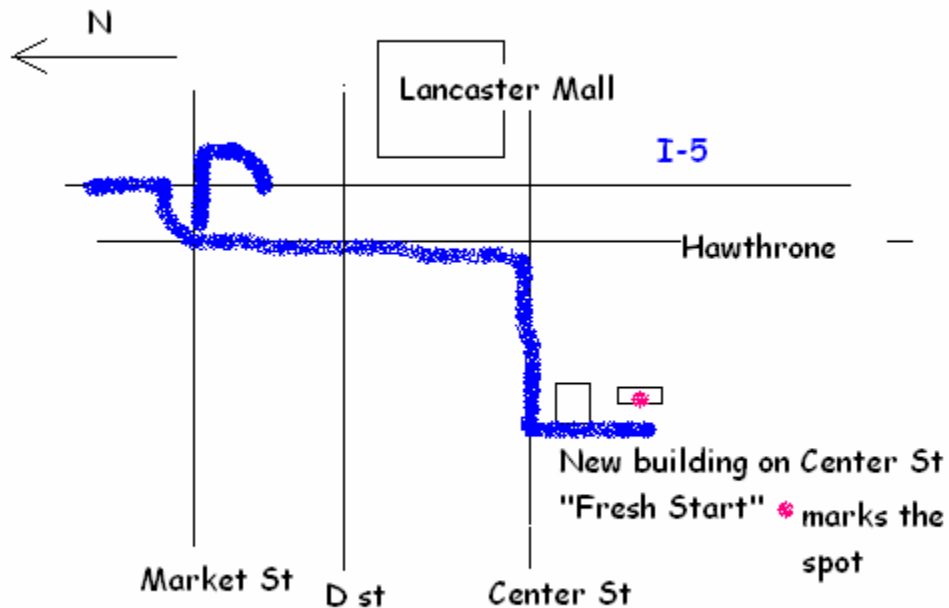 N
Lancaster Mall
I-5
Hawthrone
New building on Center St
"Fresh Start" marks the
spot
Market St
D st
Center St